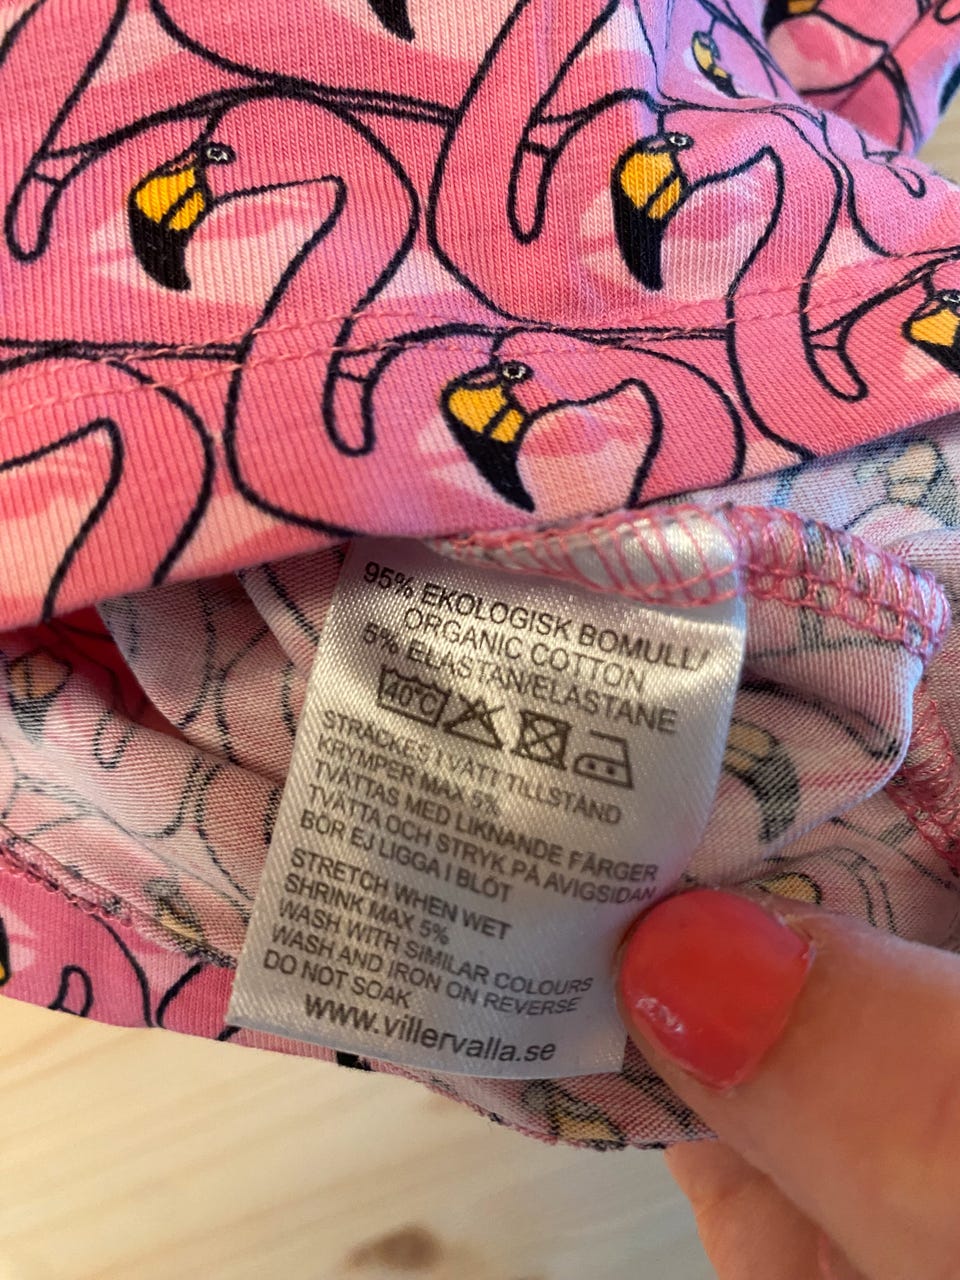 95% EKOLOGISK BOMULL/
ORGANIC COTTON
5% ELASTAN/ELASTANE
40°C
STRÄCKES I VÅTT TILLSTÅND
KRYMPER MAX 5%
TVÄTTAS MED LIKNANDE FÄRGER
TVÄTTA OCH STRYK PÅ AVIGSIDAN
BÖR EJ LIGGA I BLÖT
STRETCH WHEN WET
SHRINK MAX 5%
WASH WITH SIMILAR COLOURS
WASH AND IRON ON REVERSE
DO NOT SOAK
www.villervalla.se